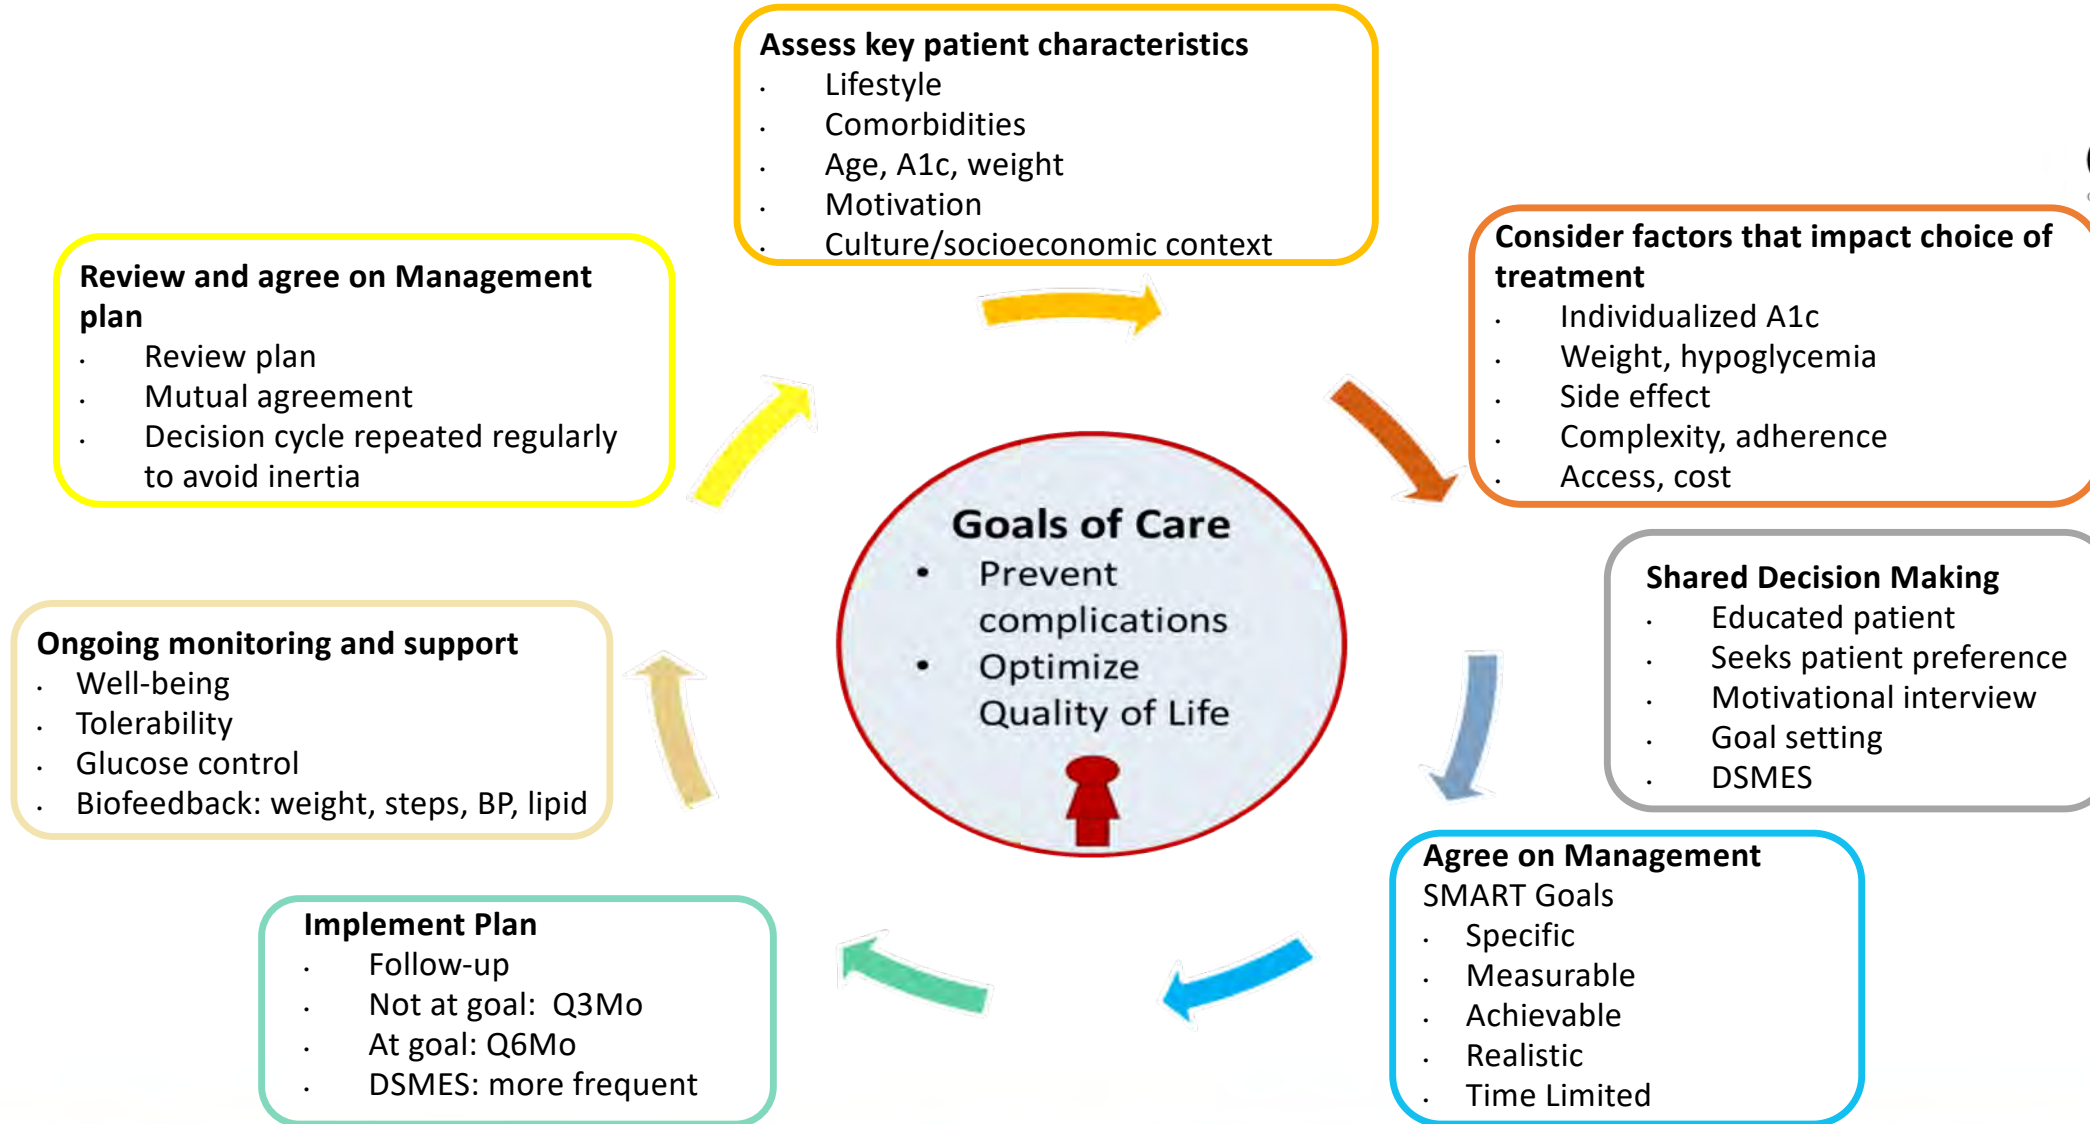 Assess key patient characteristics
· Lifestyle
· Comorbidities
· Age, A1c, weight
· Motivation
· Culture/socioeconomic context
Consider factors that impact choice of
treatment
· Individualized A1c
· Weight, hypoglycemia
· Side effect
· Complexity, adherence
· Access, cost
Shared Decision Making
· Educated patient
· Seeks patient preference
· Motivational interview
· Goal setting
· DSMES
Agree on Management
SMART Goals
· Specific
· Measurable
· Achievable
· Realistic
· Time Limited
Implement Plan
· Follow-up
· Not at goal: Q3Mo
· At goal: Q6Mo
· DSMES: more frequent
Ongoing monitoring and support
· Well-being
· Tolerability
· Glucose control
· Biofeedback: weight, steps, BP, lipid
Review and agree on Management
plan
· Review plan
· Mutual agreement
· Decision cycle repeated regularly
to avoid inertia
Goals of Care
• Prevent
complications
• Optimize
Quality of Life